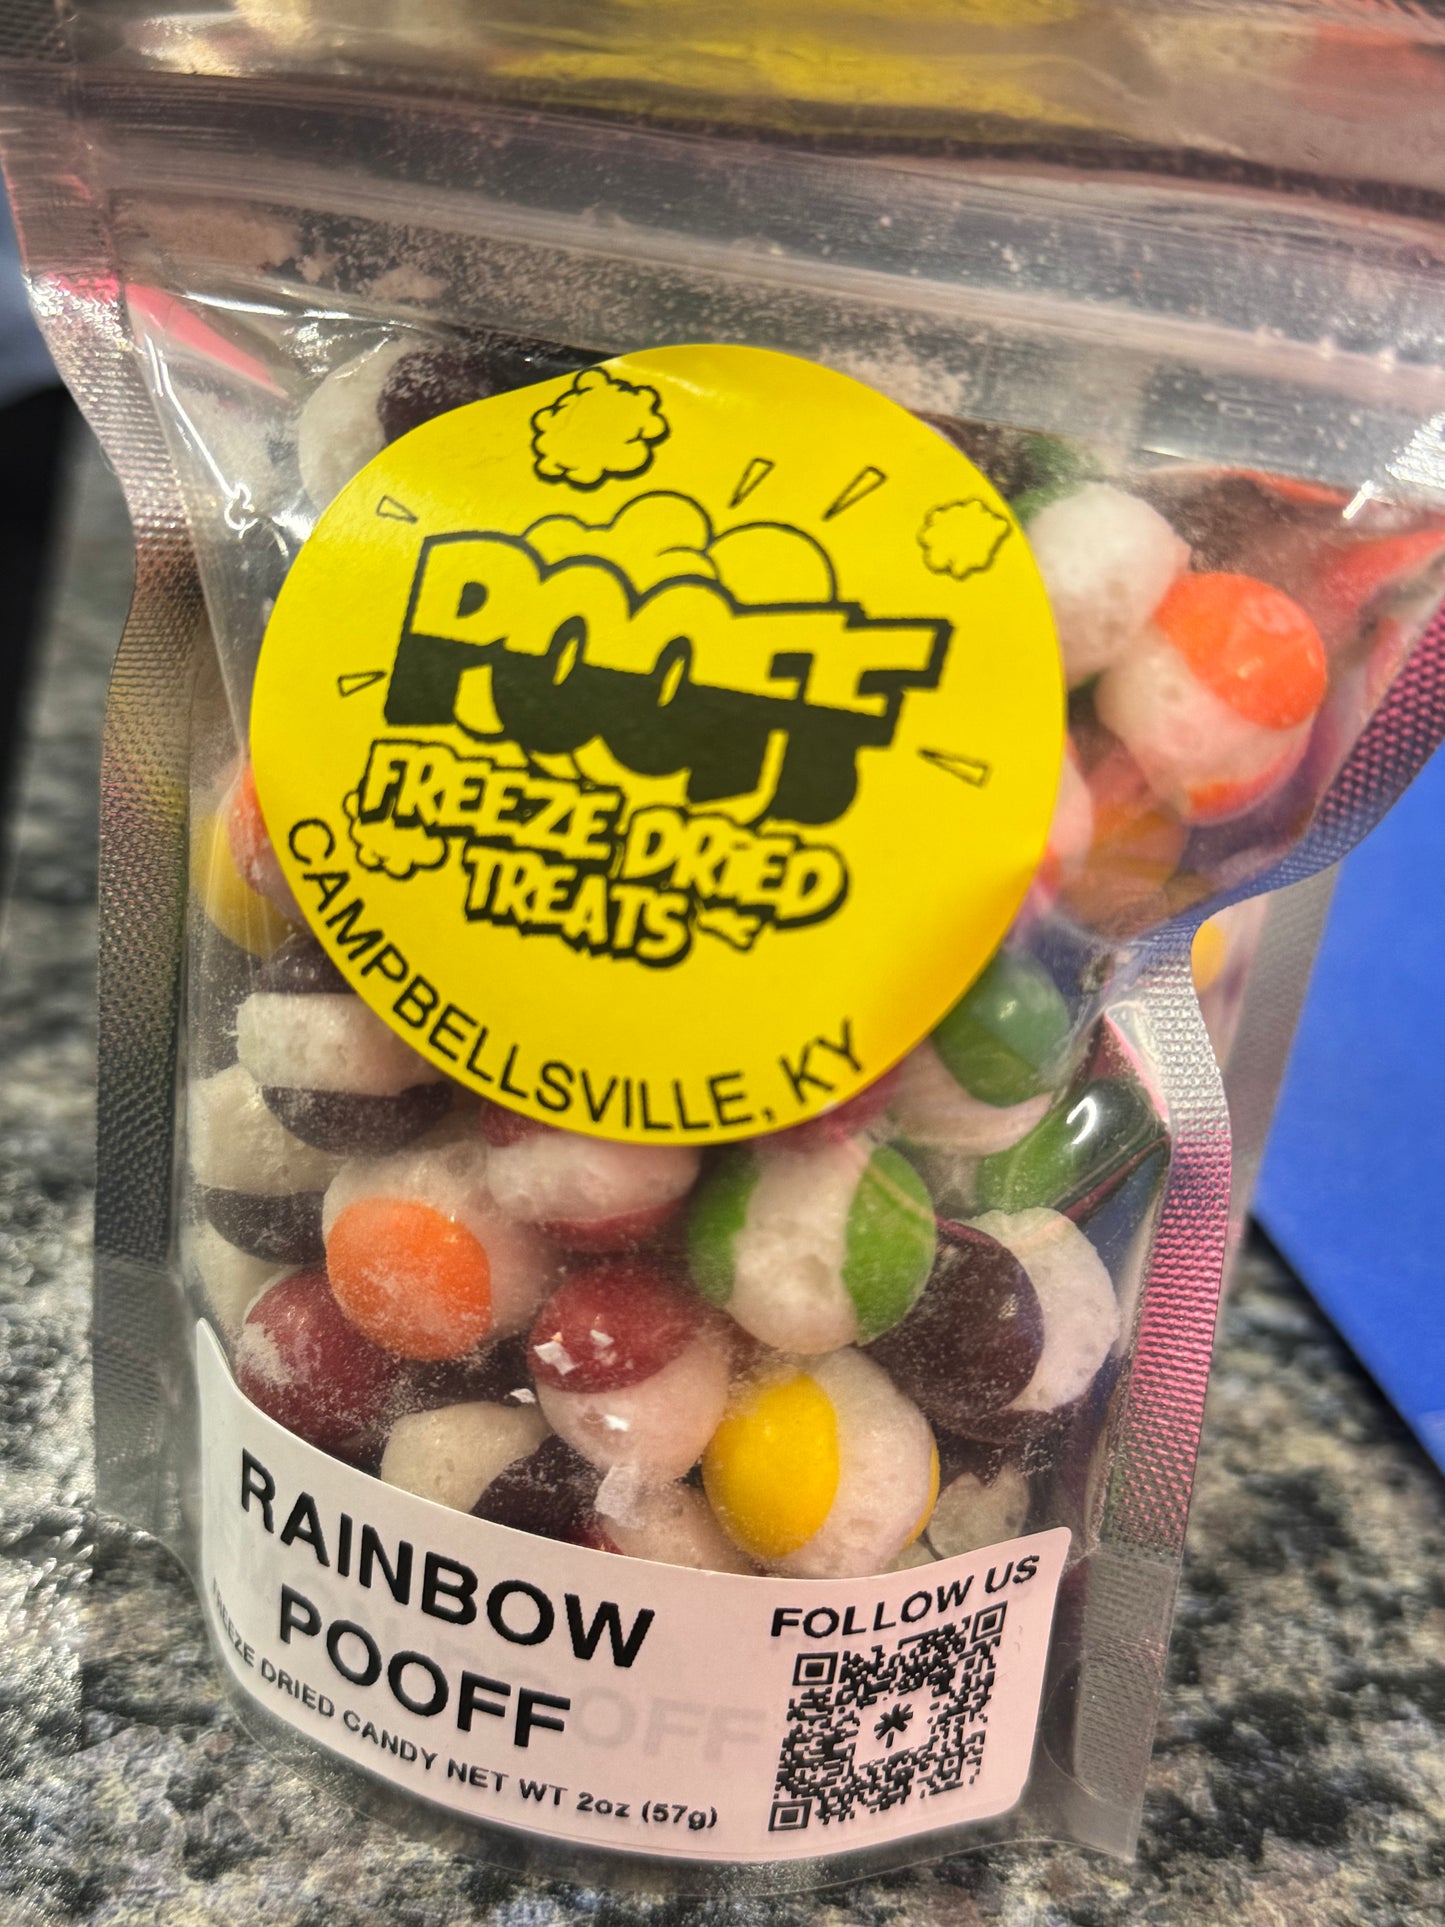 POOFF
FREEZE DRIED
TREATS
CAMPBELLSVILLE, KY
RAINBOW
POOFF
FREEZE DRIED CANDY NET WT 2oz (57g)
FOLLOW US